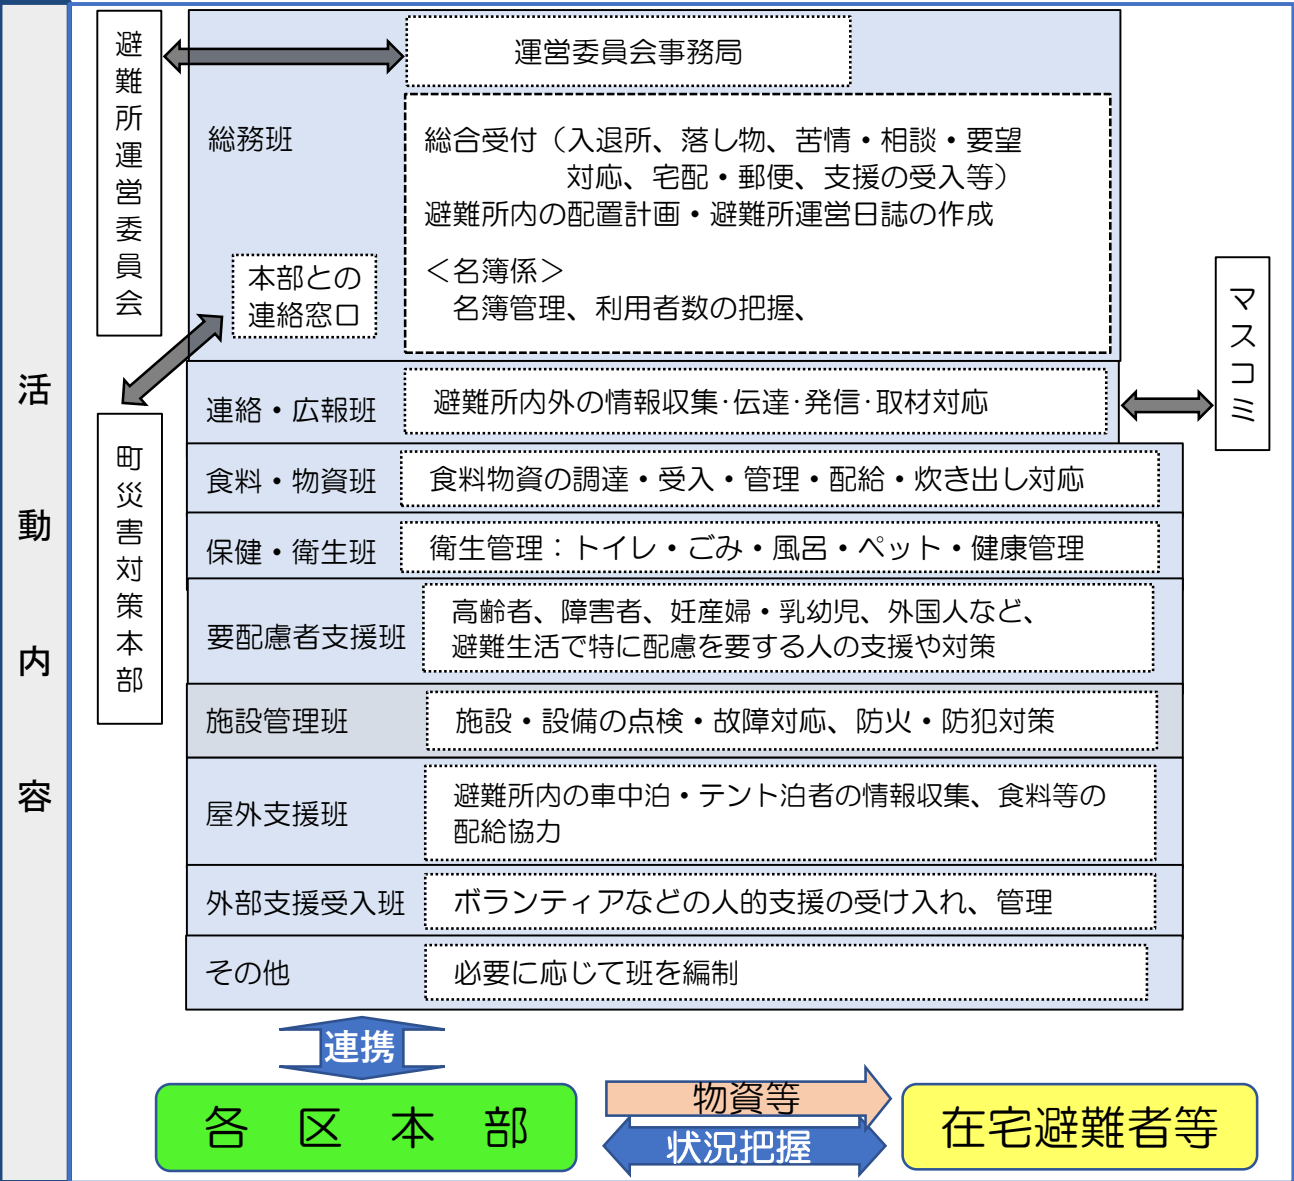 活動内容
避難所運営委員会
運営委員会事務局
総務班
総合受付（入退所、落し物、苦情・相談・要望
対応、宅配・郵便、支援の受入等）
避難所内の配置計画・避難所運営日誌の作成
＜名簿係＞
名簿管理、利用者数の把握、
本部との
連絡窓口
マスコミ
町災害対策本部
連絡・広報班
避難所内外の情報収集･伝達･発信･取材対応
食料・物資班
食料物資の調達・受入・管理・配給・炊き出し対応
保健・衛生班
衛生管理：トイレ・ごみ・風呂・ペット・健康管理
要配慮者支援班
高齢者、障害者、妊産婦・乳幼児、外国人など、
避難生活で特に配慮を要する人の支援や対策
施設管理班
施設・設備の点検・故障対応、防火・防犯対策
屋外支援班
避難所内の車中泊・テント泊者の情報収集、食料等の
配給協力
外部支援受入班
ボランティアなどの人的支援の受け入れ、管理
その他
必要に応じて班を編制
連携
各区本部
物資等
状況把握
在宅避難者等